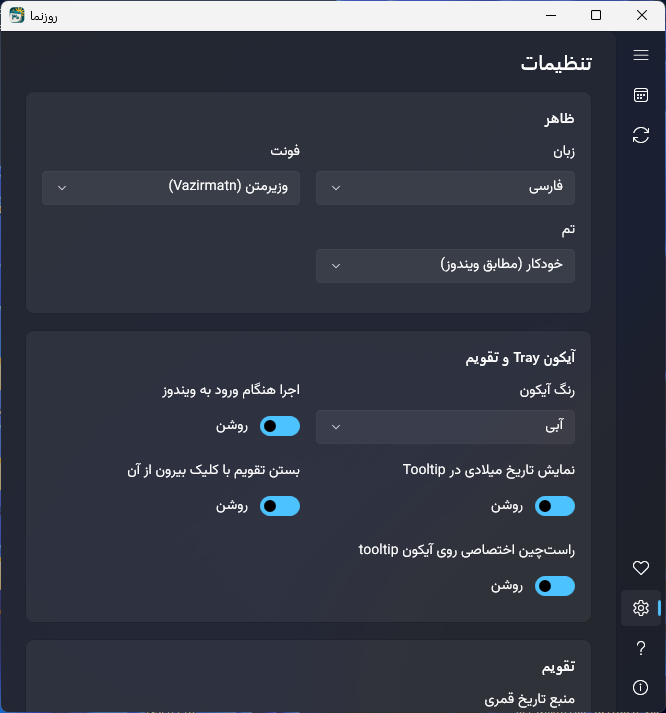 روزنما
تنظیمات
ظاهر
زبان
فونت
فارسی
وزیرمتن (Vazirmatn)
تم
خودکار (مطابق ویندوز)
آیکون Tray و تقویم
رنگ آیکون
اجرا هنگام ورود به ویندوز
آبی
روشن
نمایش تاریخ میلادی در Tooltip
بستن تقویم با کلیک بیرون از آن
روشن
روشن
راست‌چین اختصاصی روی آیکون tooltip
روشن
تقویم
منبع تاریخ قمری